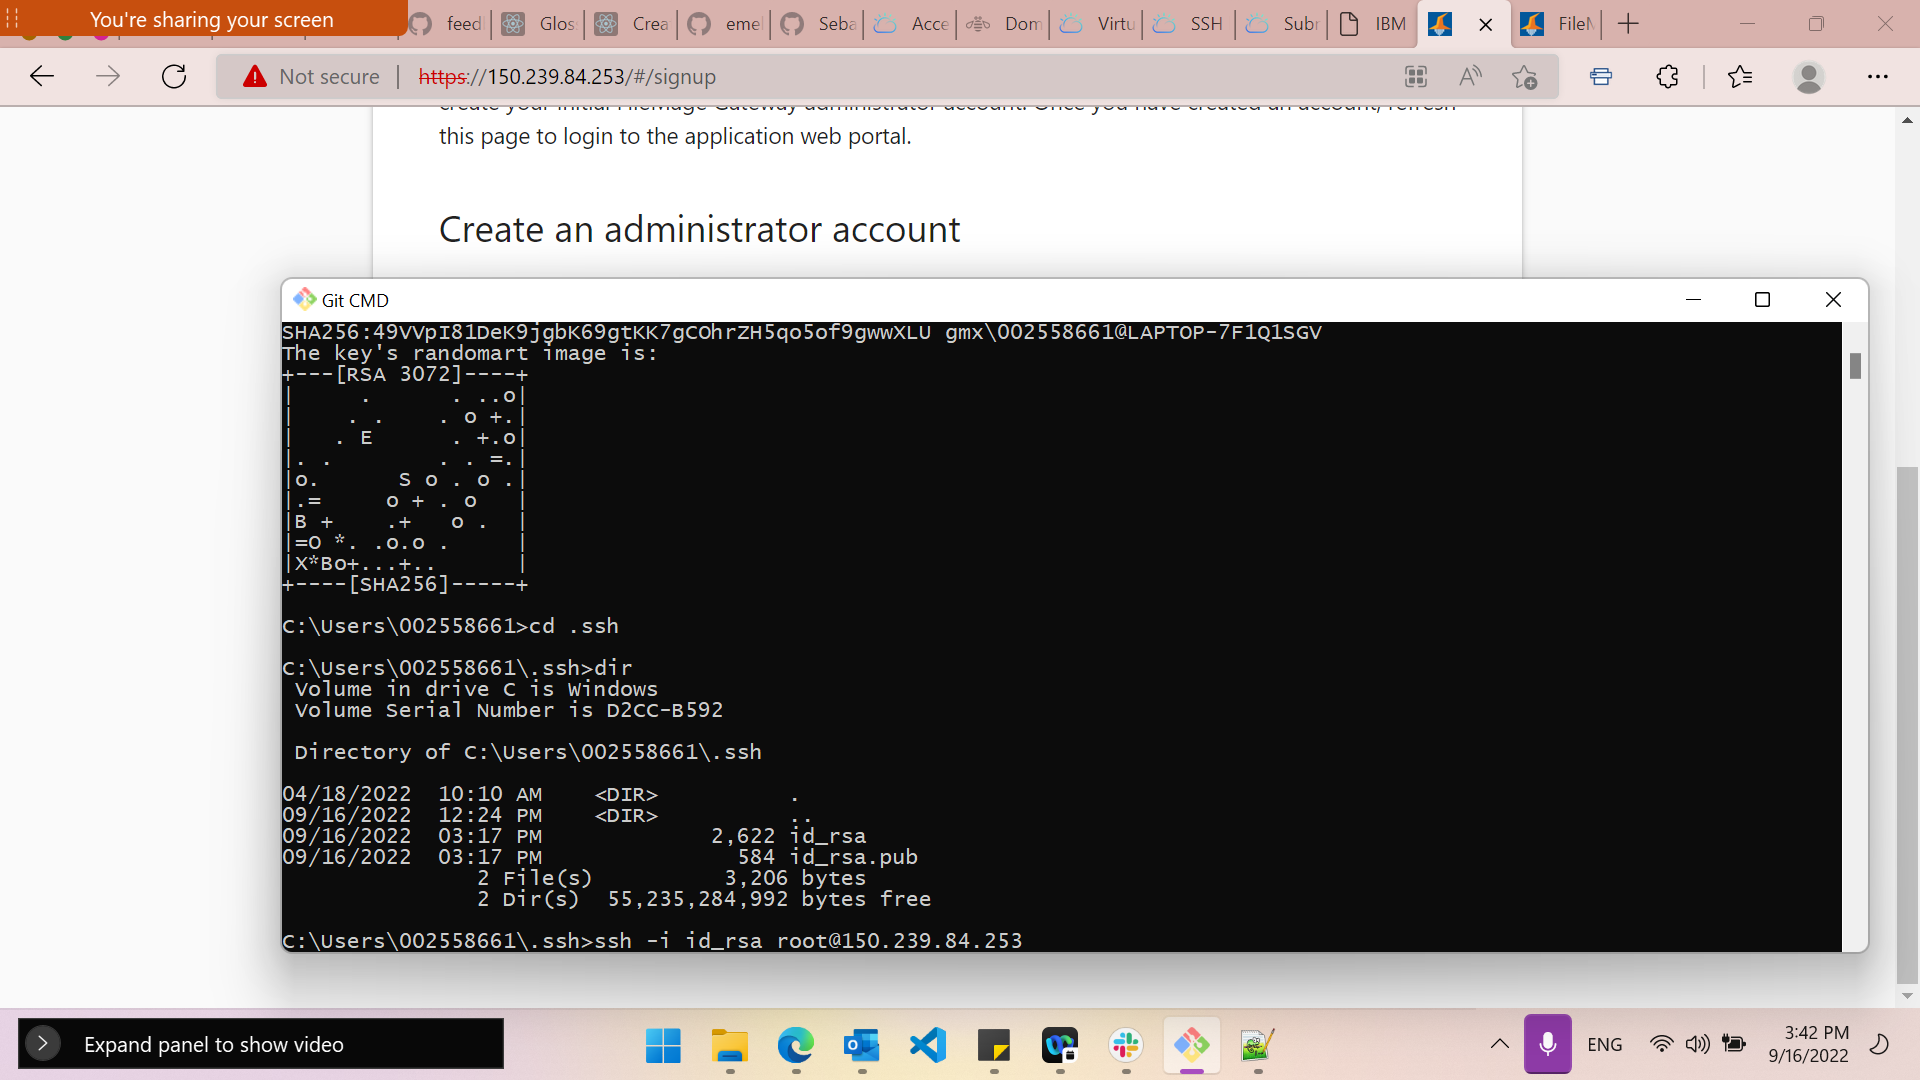 You're sharing your screen
feed
Glos
Crea
emel
Seba
Acce
Dom
Virtu
SSH
Subr
IBM
FileM
Not secure
https://150.239.84.253/#/signup
this page to login to the application web portal.
Create an administrator account
Git CMD
SHA256:49VVpI81DeK9jgbK69gtKK7gCOhrZH5qo5of9gwwXLU gmx\002558661@LAPTOP-7F1Q1SGV
The key's randomart image is:
+---[RSA 3072]----+
|     .      . ..o|
|    . .    . o +.|
|   . E      . +.o|
|. .        . . =.|
|o.      S o . o .|
|.=     o + . o   |
|B +    .+   o .  |
|=O *. .o.o .     |
|X*Bo+...+..      |
+----[SHA256]-----+
C:\Users\002558661>cd .ssh
C:\Users\002558661\.ssh>dir
Volume in drive C is Windows
Volume Serial Number is D2CC-B592
Directory of C:\Users\002558661\.ssh
04/18/2022  10:10 AM    <DIR>          .
09/16/2022  12:24 PM    <DIR>          ..
09/16/2022  03:17 PM             2,622 id_rsa
09/16/2022  03:17 PM               584 id_rsa.pub
2 File(s)          3,206 bytes
2 Dir(s)  55,235,284,992 bytes free
C:\Users\002558661\.ssh>ssh -i id_rsa root@150.239.84.253
Expand panel to show video
ENG
3:42 PM
9/16/2022